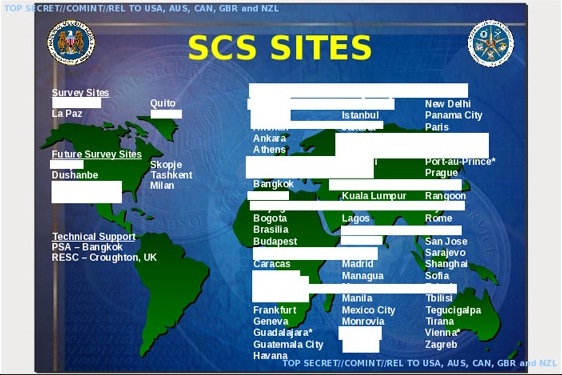 TOP SECRET//COMINT//REL TO USA, AUS, CAN, GBR and NZL
SCS SITES
Survey Sites
La Paz
Quito
Future Survey Sites
Dushanbe
Skopje
Tashkent
Milan
Technical Support
PSA – Bangkok
RESC – Croughton, UK
Ankara
Athens
Bangkok
Bogota
Brasilia
Budapest
Caracas
Frankfurt
Geneva
Guadalajara*
Guatemala City
Havana
Istanbul
Kuala Lumpur
Lagos
Madrid
Managua
Manila
Mexico City
Monrovia
New Delhi
Panama City
Paris
Port-au-Prince*
Prague
Rangoon
Rome
San Jose
Sarajevo
Shanghai
Sofia
Tbilisi
Tegucigalpa
Tirana
Vienna*
Zagreb
TOP SECRET//COMINT//REL TO USA, AUS, CAN, GBR and NZL